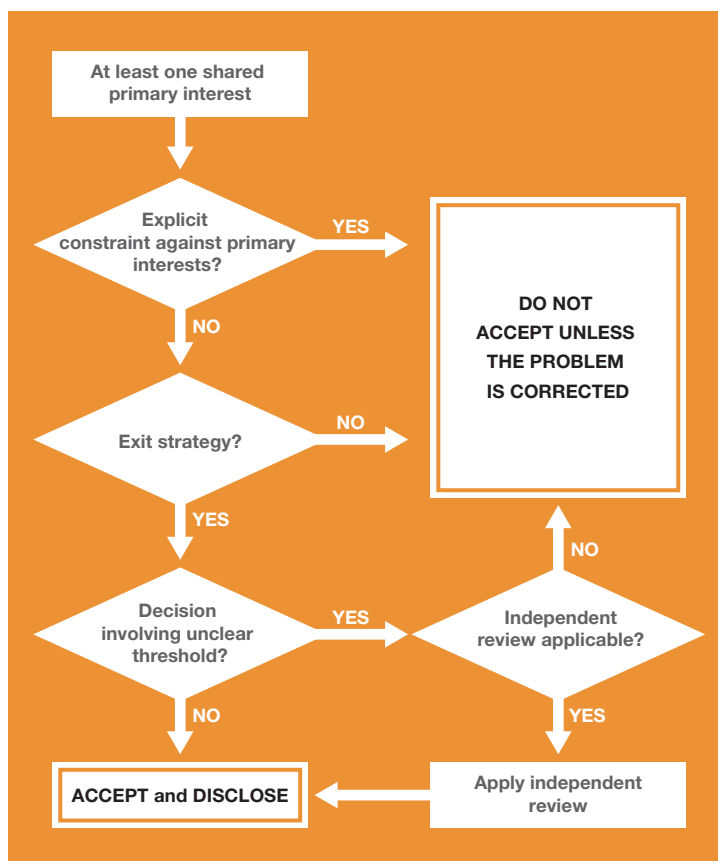 At least one shared
primary interest
Explicit
constraint against primary
interests?
YES
DO NOT
ACCEPT UNLESS
THE PROBLEM
IS CORRECTED
NO
Exit strategy?
NO
YES
NO
Decision
involving unclear
threshold?
YES
Independent
review applicable?
NO
YES
ACCEPT and DISCLOSE
Apply independent
review